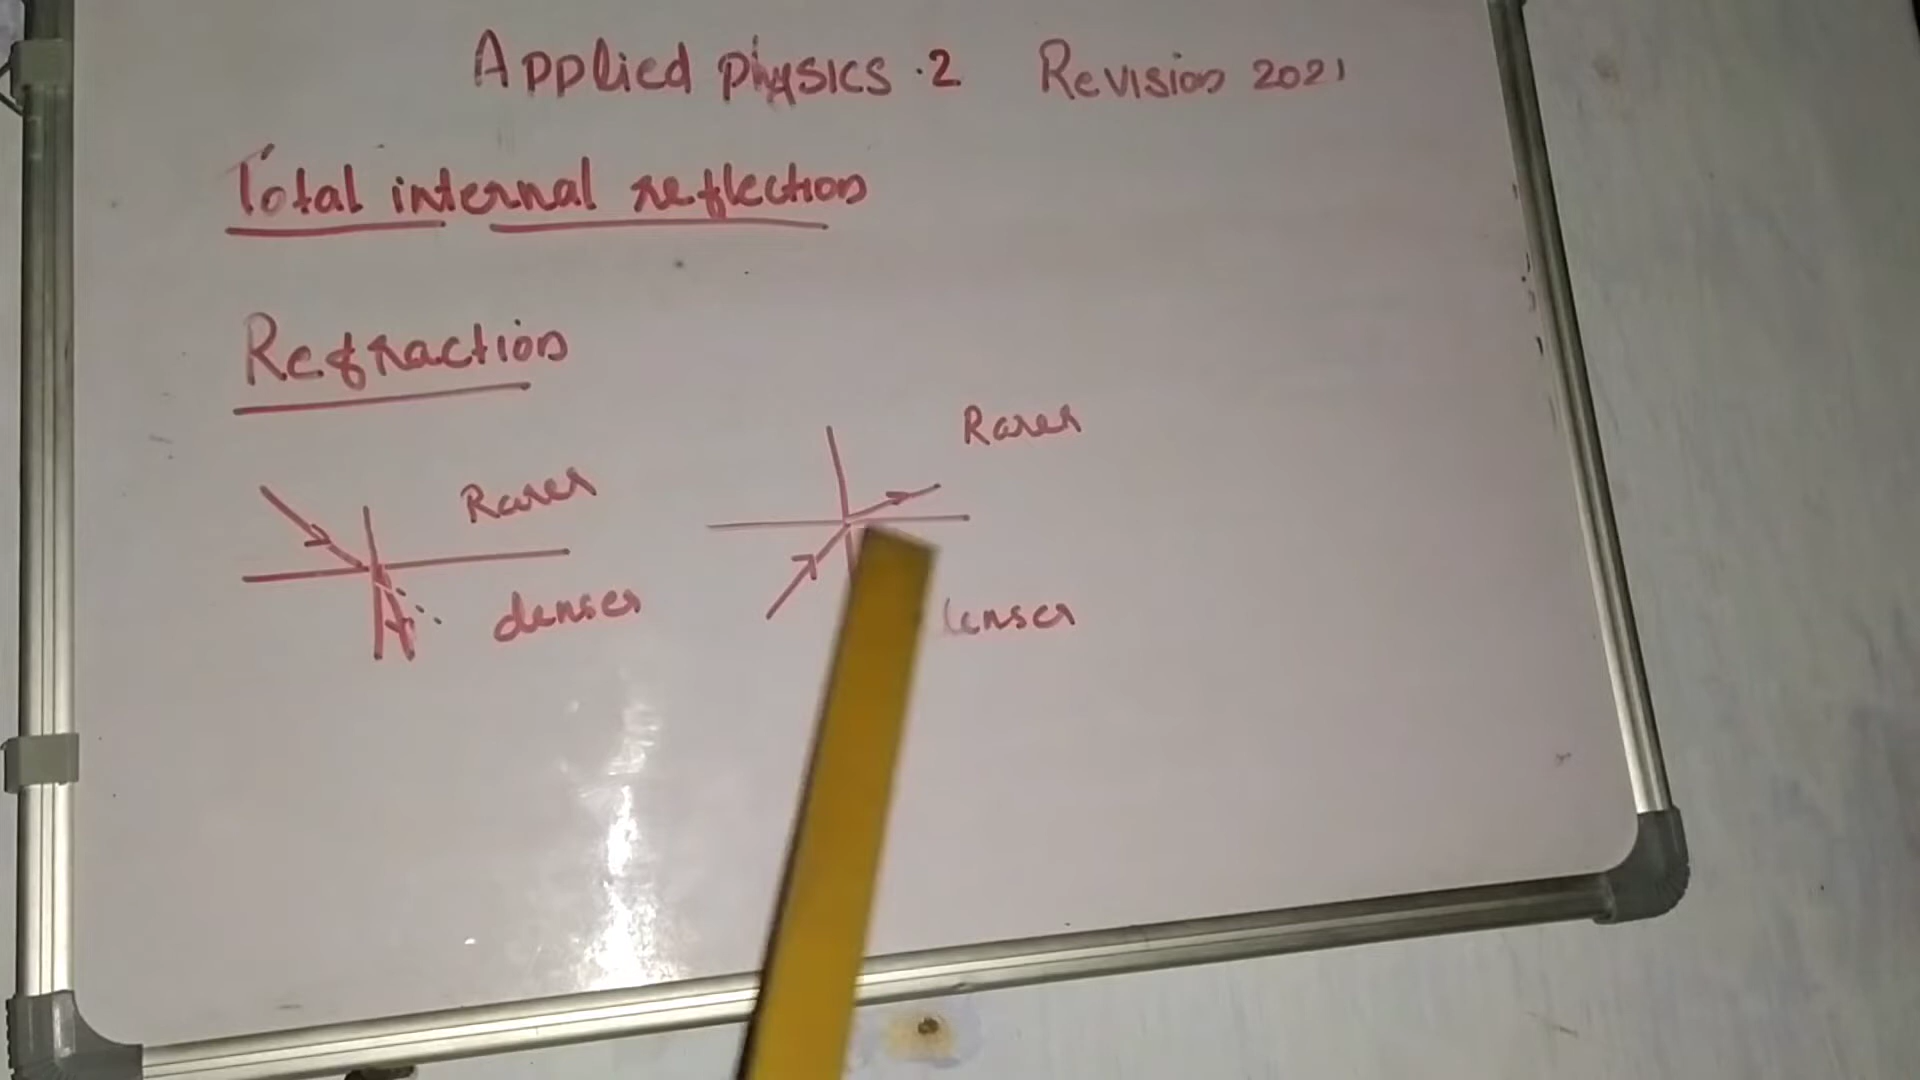 Applied physics .2 Revision 2021
Total internal reflection
Refraction
Rarer
Rarer
denser